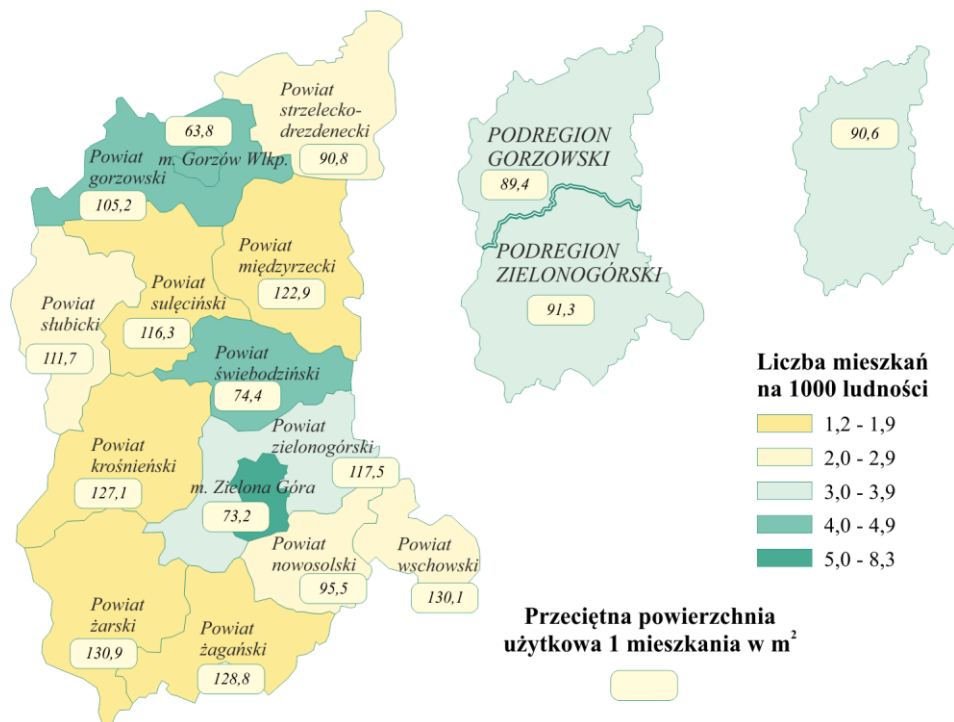 Powiat
strzelecko-
drezdenecki
90,8
63,8
m. Gorzów Wlkp.
Powiat
gorzowski
105,2
Powiat
międzyrzecki
122,9
Powiat
sulęciński
116,3
Powiat
słubicki
111,7
Powiat
świebodziński
74,4
Powiat
zielonogórski
117,5
Powiat
krośnieński
127,1
m. Zielona Góra
73,2
Powiat
nowosolski
95,5
Powiat
wschowski
130,1
Powiat
żarski
130,9
Powiat
żagański
128,8
PODREGION
GORZOWSKI
89,4
PODREGION
ZIELONOGÓRSKI
91,3
90,6
Liczba mieszkań
na 1000 ludności
1,2 - 1,9
2,0 - 2,9
3,0 - 3,9
4,0 - 4,9
5,0 - 8,3
Przeciętna powierzchnia
użytkowa 1 mieszkania w m²